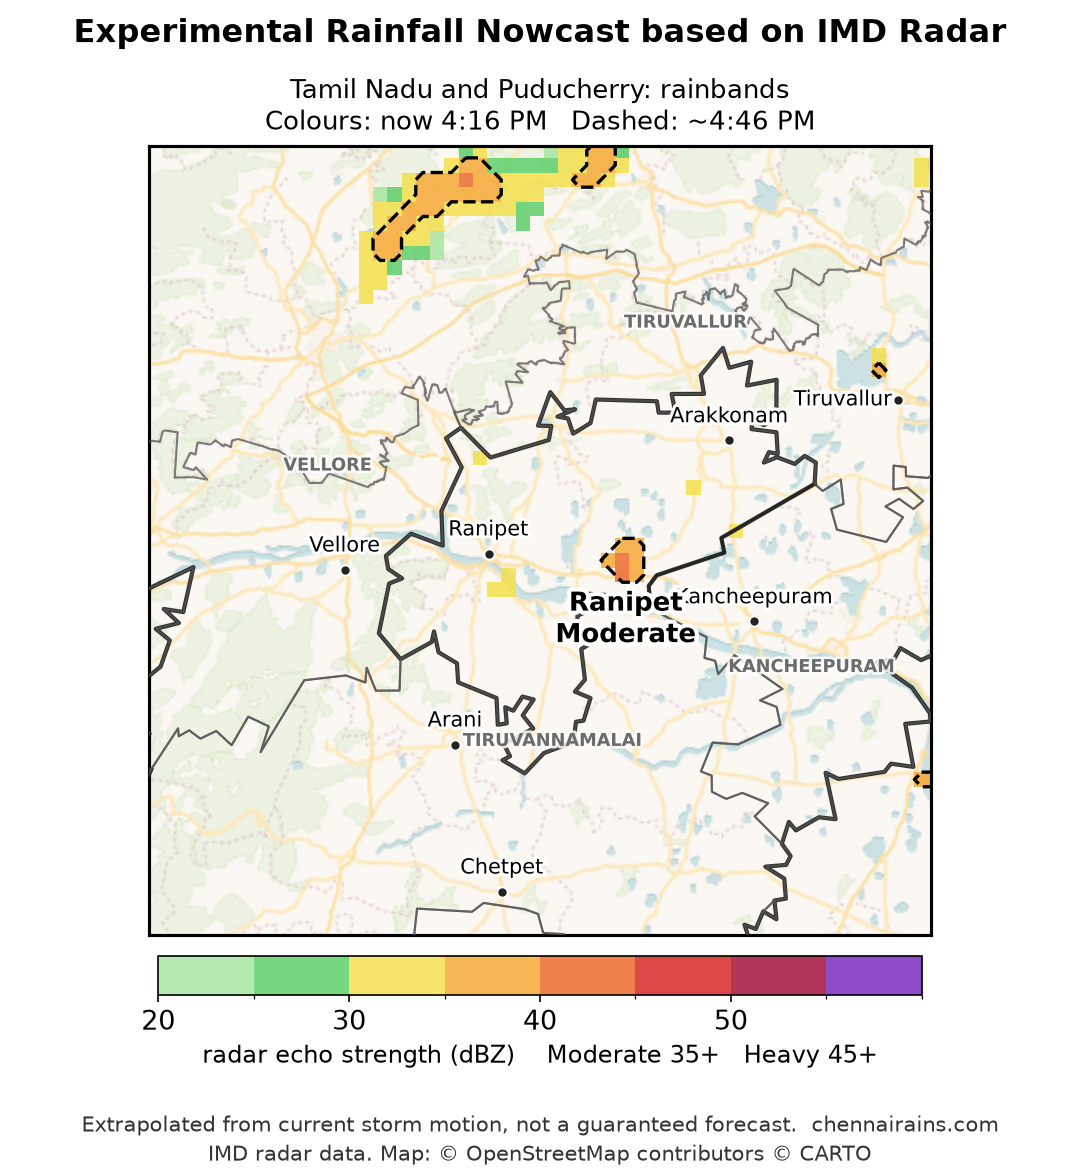 Experimental Rainfall Nowcast based on IMD Radar
Tamil Nadu and Puducherry: rainbands
Colours: now 4:16 PM   Dashed: ~4:46 PM
TIRUVALLUR
Tiruvallur
Arakkonam
VELLORE
Ranipet
Vellore
Ranipet
Moderate
ancheepuram
KANCHEEPURAM
Arani
TIRUVANNAMALAI
Chetpet
20 30 40 50
radar echo strength (dBZ)    Moderate 35+   Heavy 45+
Extrapolated from current storm motion, not a guaranteed forecast.  chennairains.com
IMD radar data. Map: © OpenStreetMap contributors © CARTO